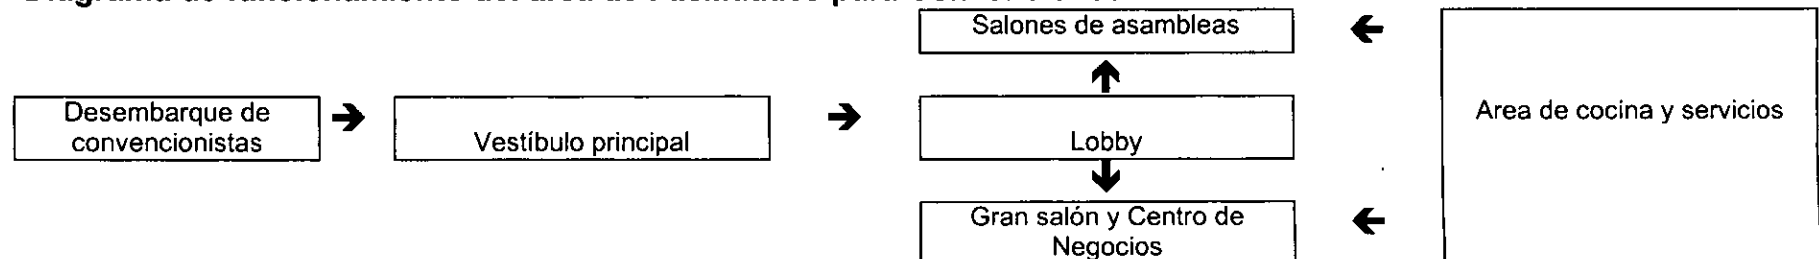 Salones de asambleas
Desembarque de
convencionistas
Vestíbulo principal
Lobby
Area de cocina y servicios
Gran salón y Centro de
Negocios